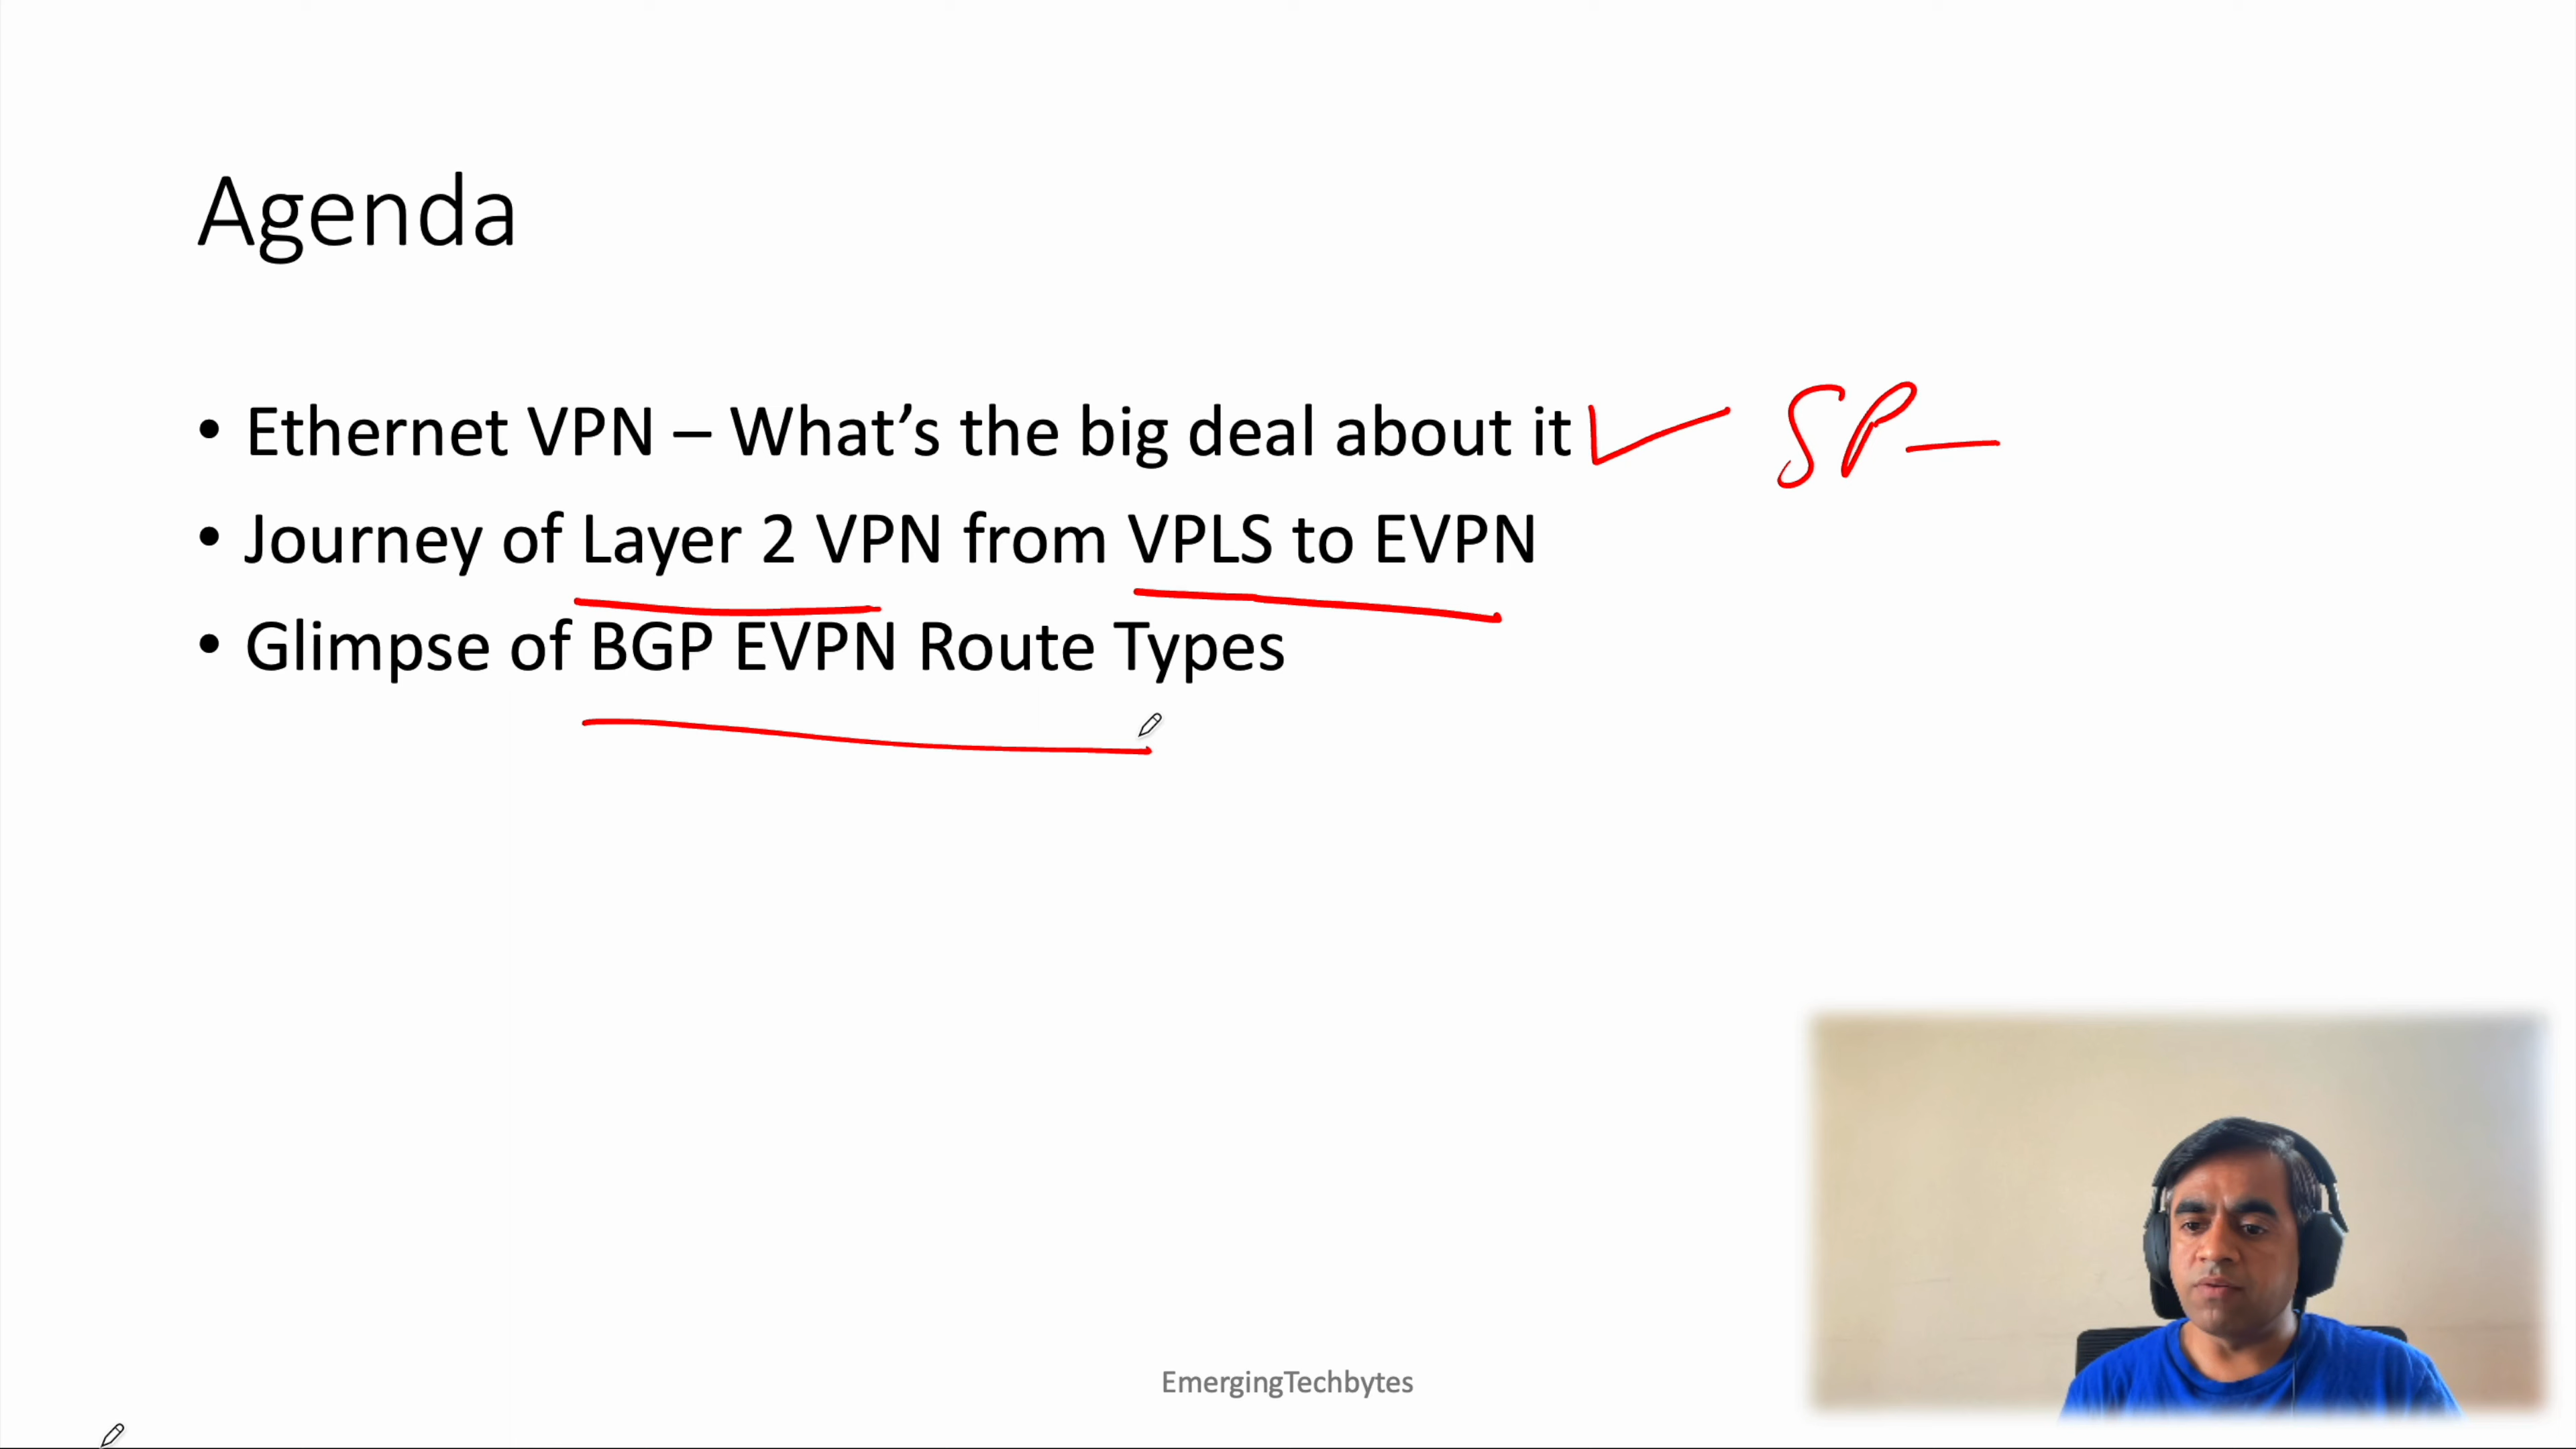 Agenda
• Ethernet VPN – What’s the big deal about it SP
• Journey of Layer 2 VPN from VPLS to EVPN
• Glimpse of BGP EVPN Route Types
EmergingTechbytes